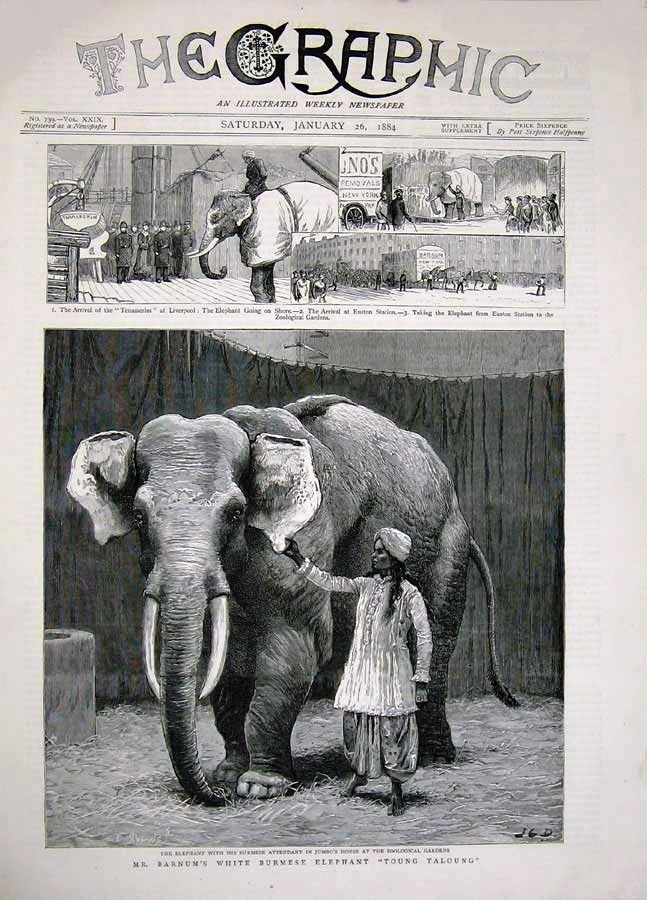 THE GRAPHIC
AN ILLUSTRATED WEEKLY NEWSPAPER
No. 739.—VOL. XXIX.
Registered as a Newspaper
SATURDAY, JANUARY 26, 1884
WITH EXTRA
SUPPLEMENT
PRICE SIXPENCE
By Post Sixpence Halfpenny
JNO'S
REMOVALS
NEW YORK
BARNUM
1. The Arrival of the "Tenasserim" at Liverpool: The Elephant Going on Shore.—2. The Arrival at Euston Station.—3. Taking the Elephant from Euston Station to the
Zoological Gardens.
J G D
THE ELEPHANT WITH HIS BURMESE ATTENDANT IN JUMBO'S HOUSE AT THE ZOOLOGICAL GARDENS
MR. BARNUM'S WHITE BURMESE ELEPHANT "TOUNG TALOUNG"